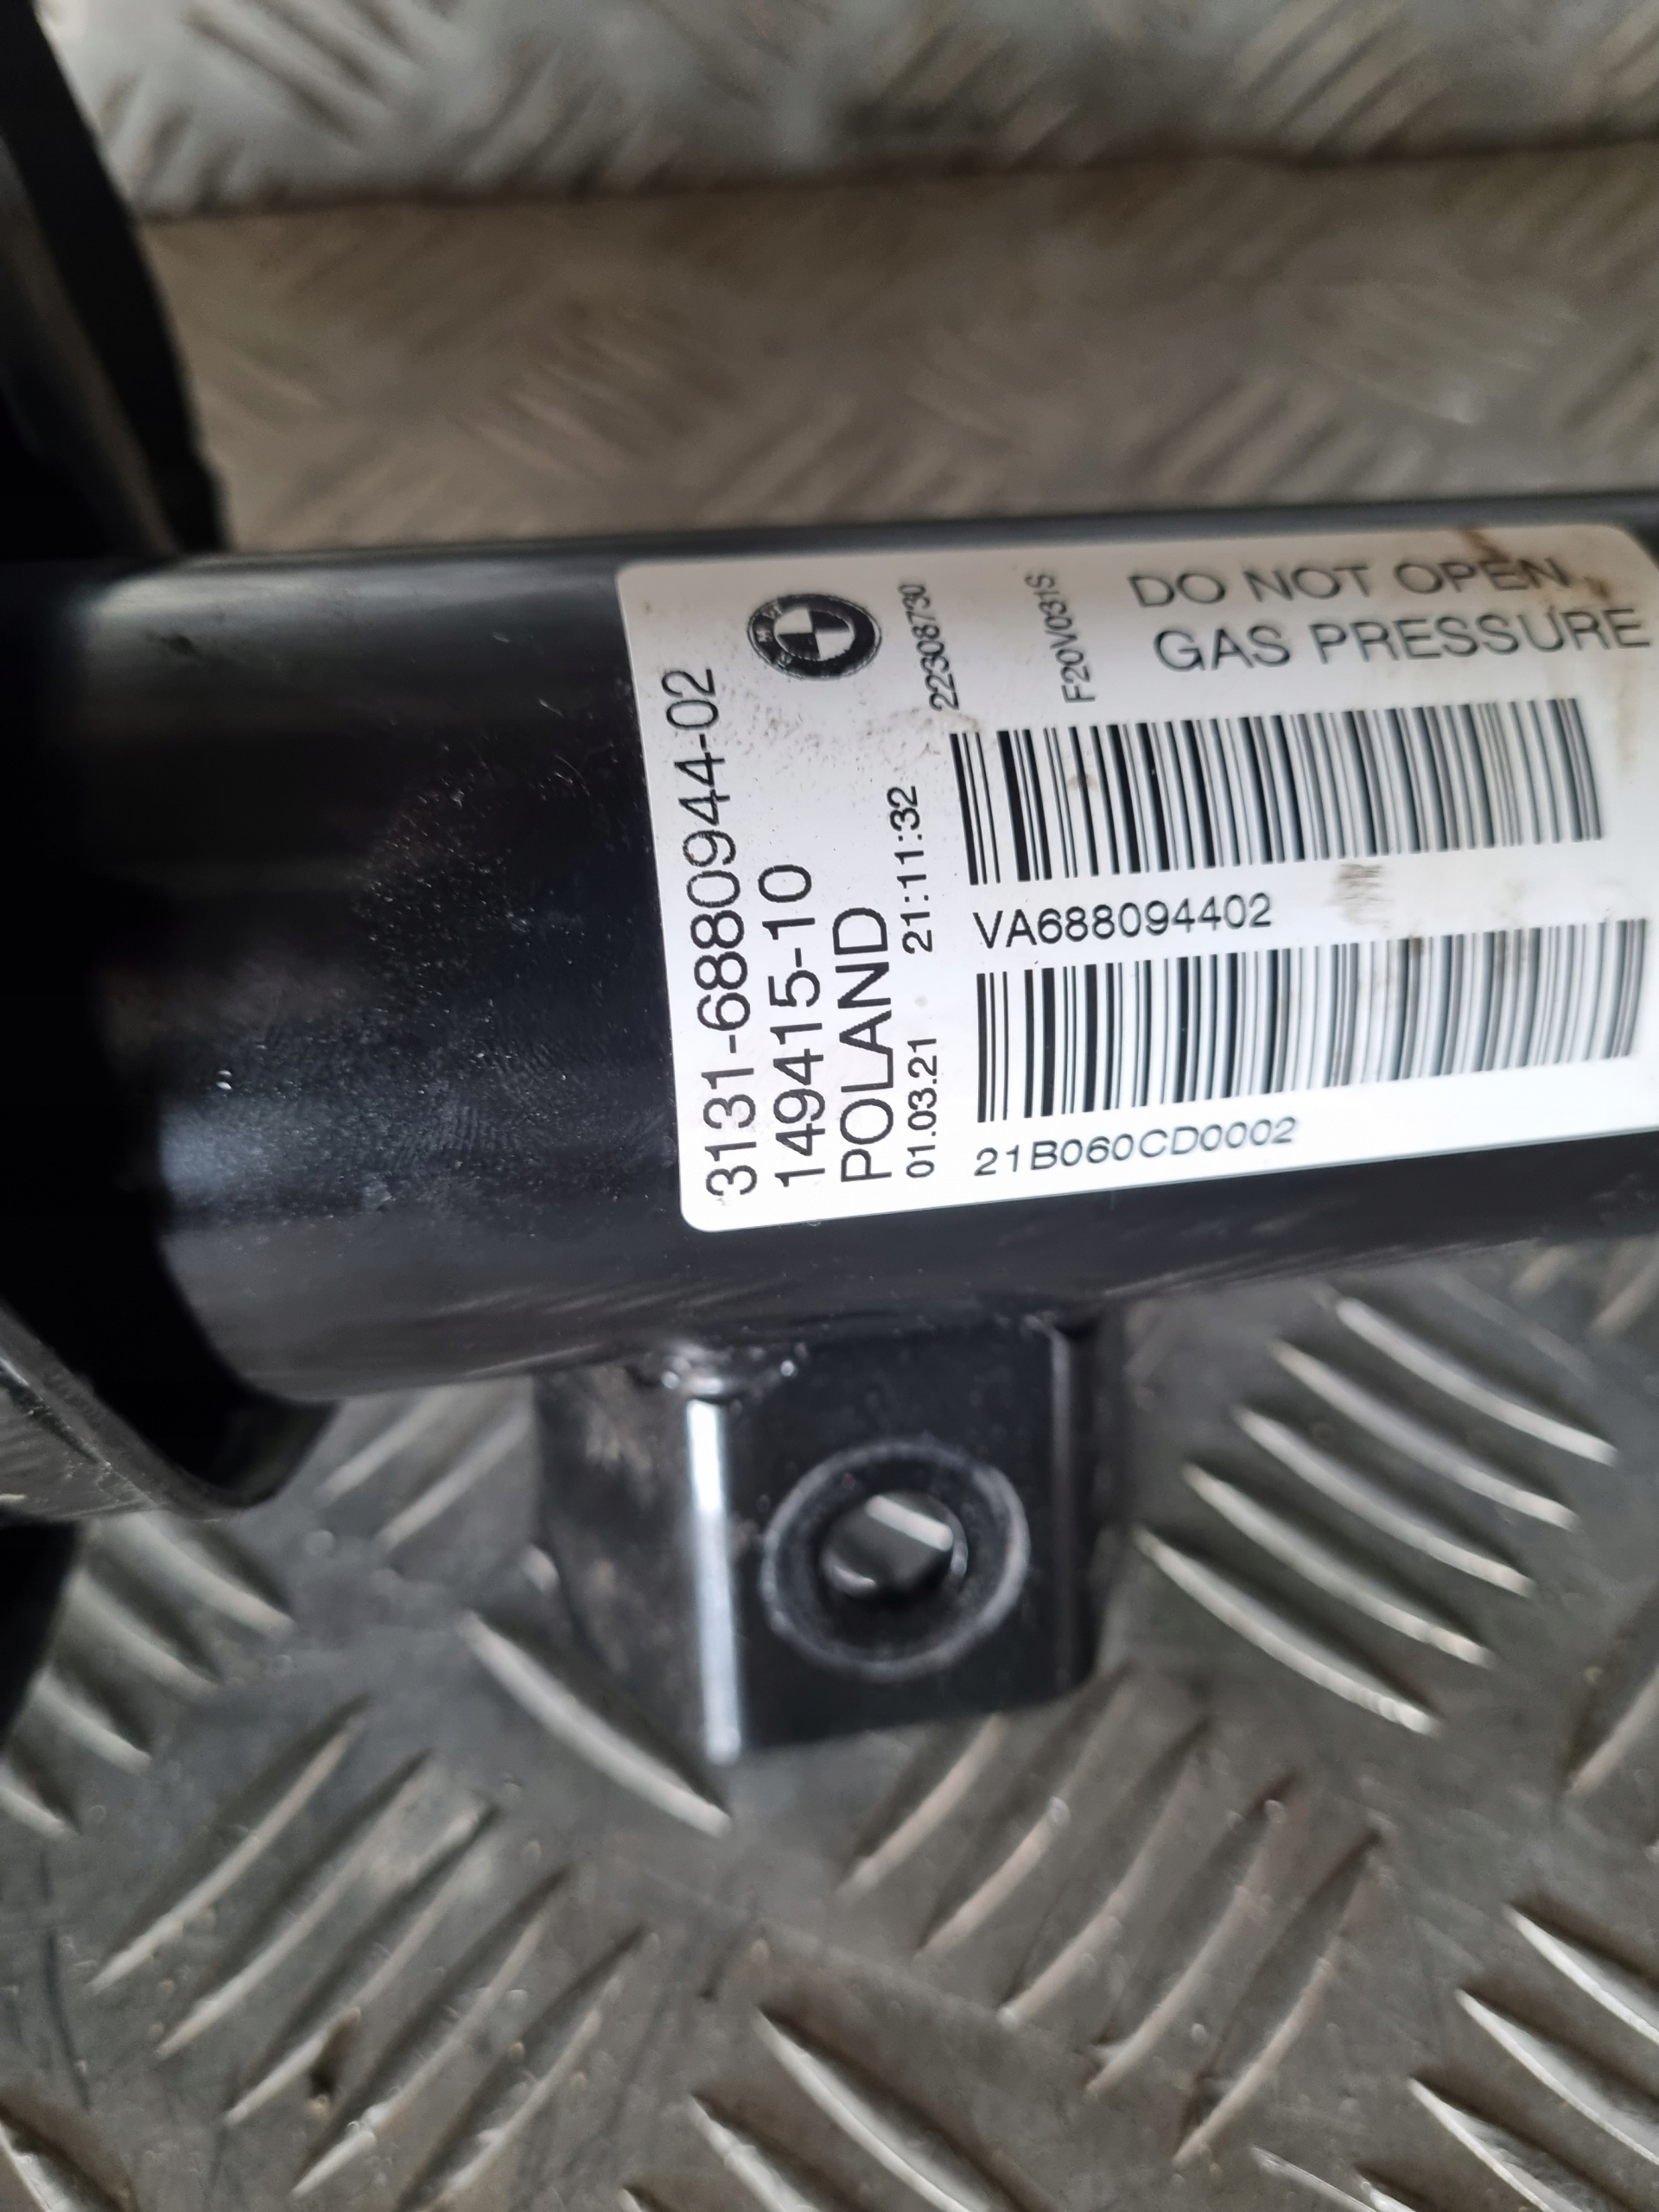 3131-6880944-02
149415-10
POLAND
01.03.21 21:11:32
22308730
F20V031S
DO NOT OPEN,
GAS PRESSURE
VA688094402
21B060CD0002